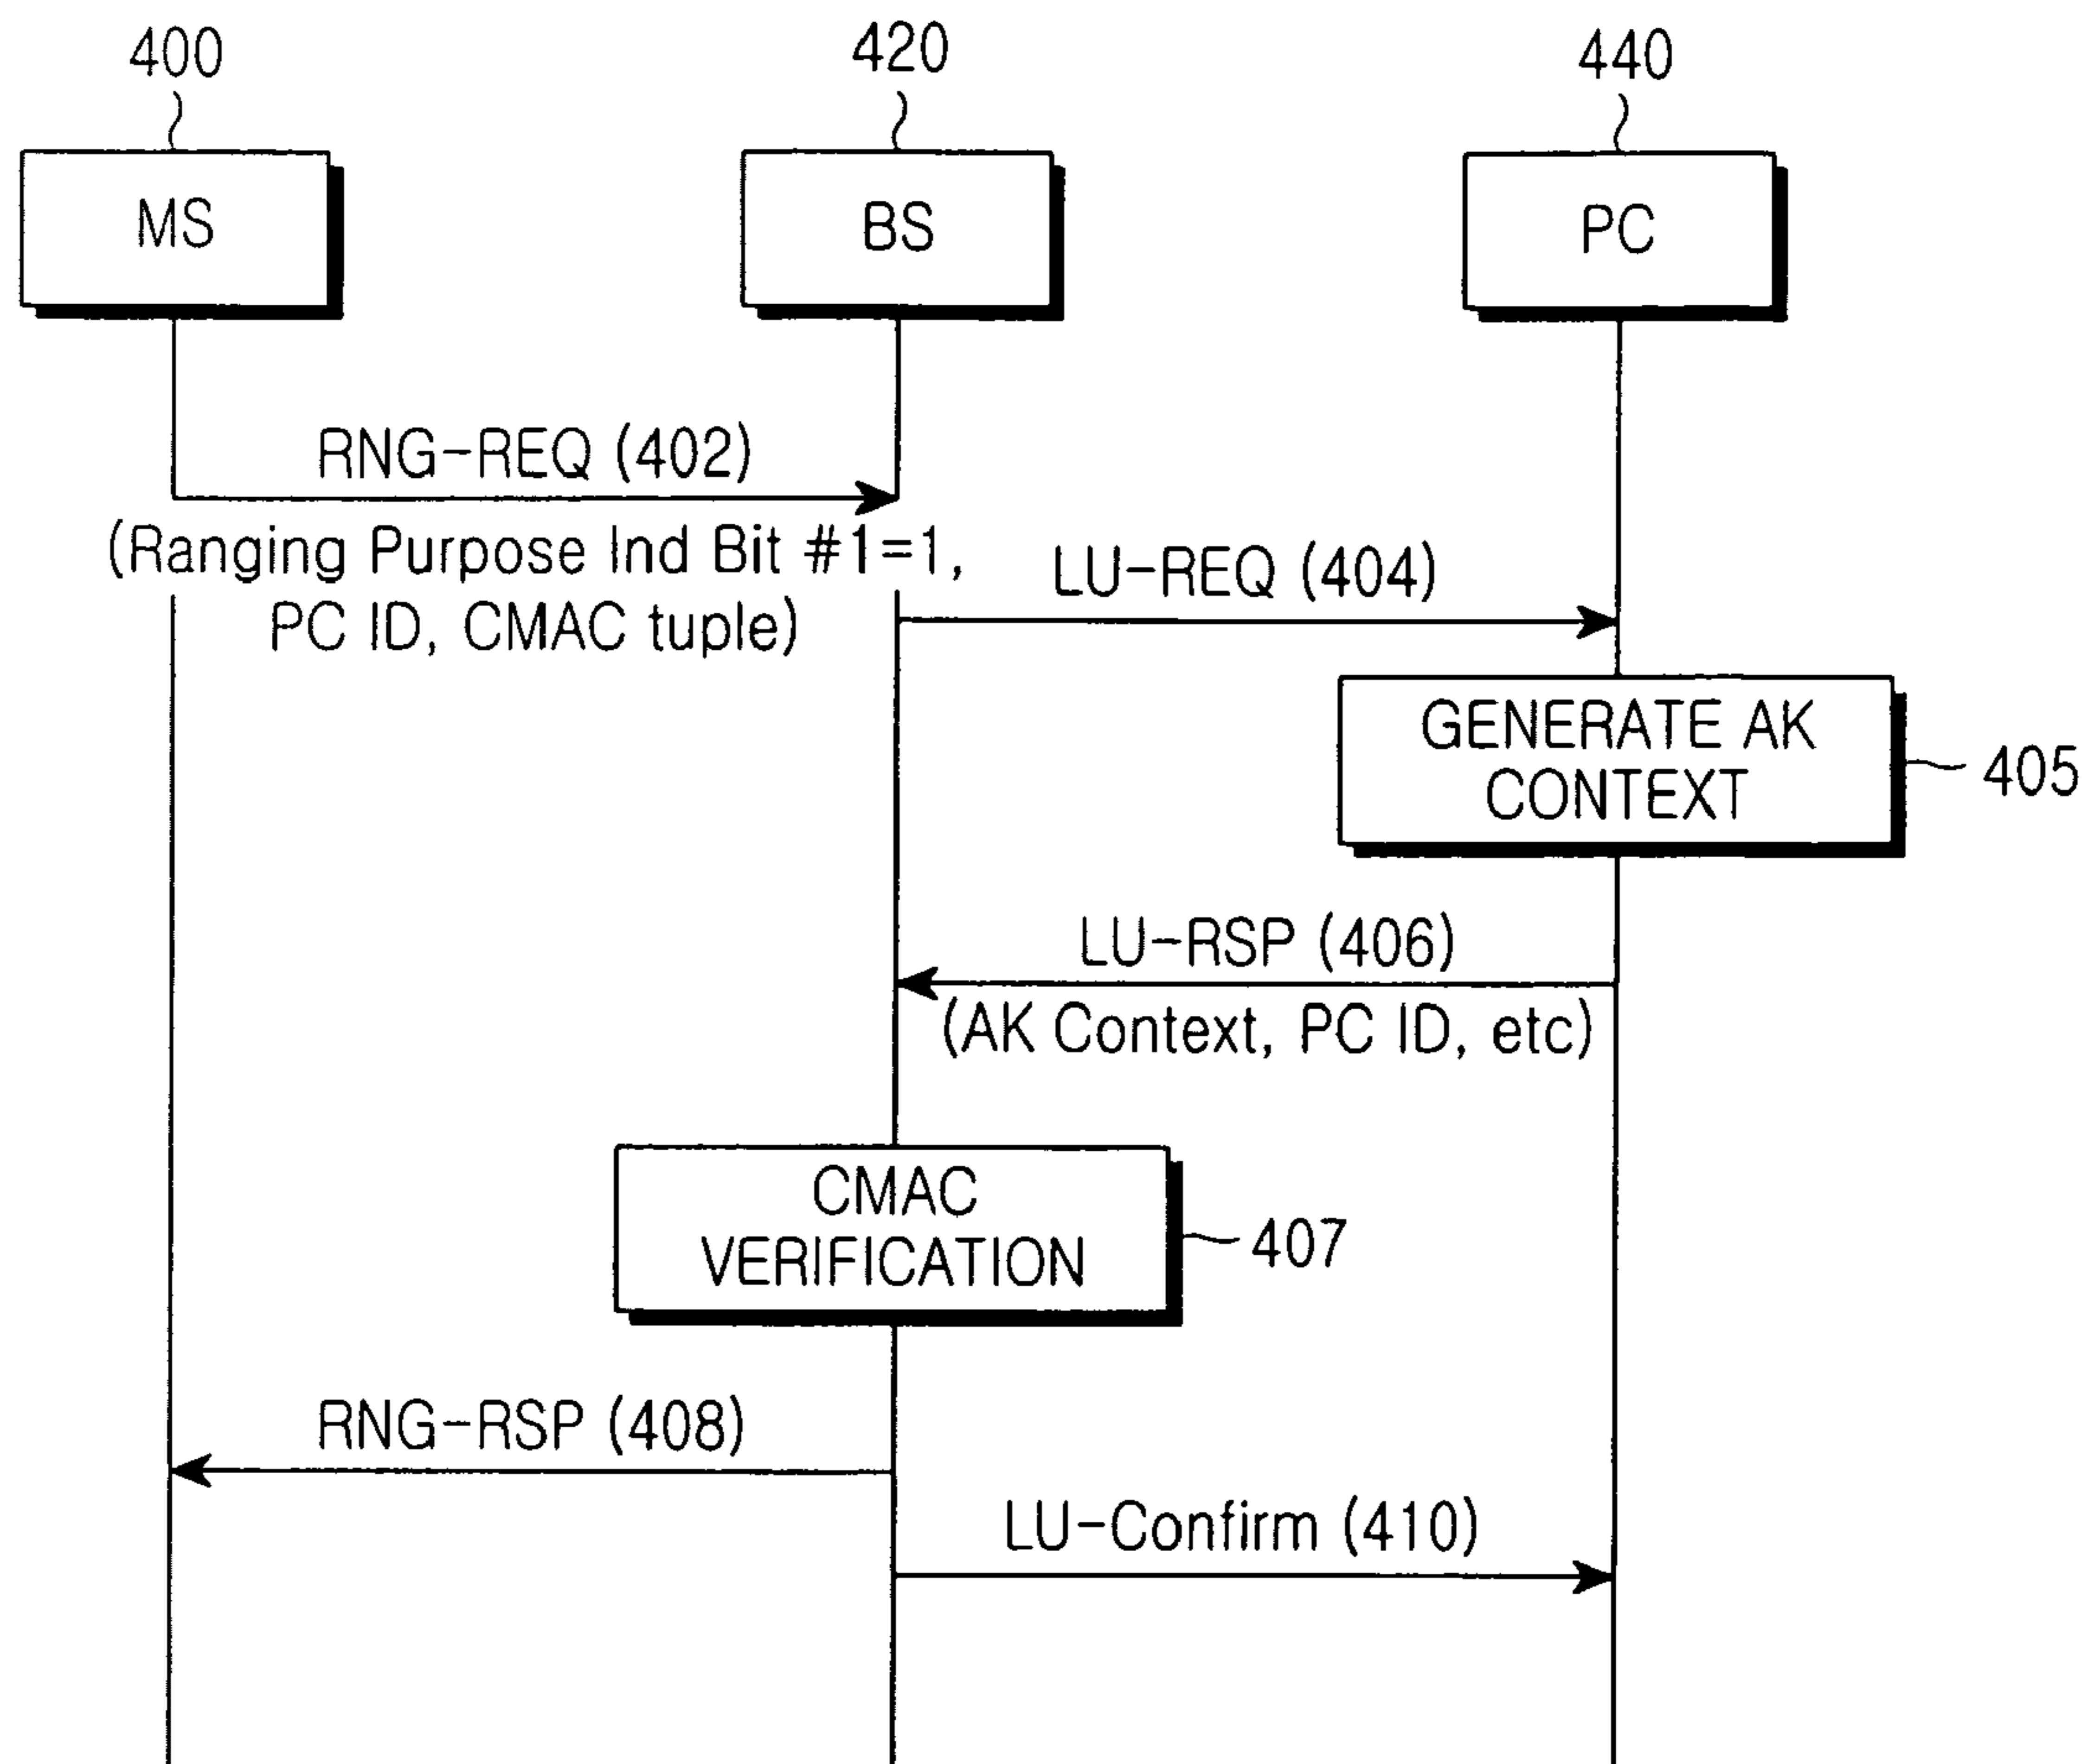 400
420
440
MS
BS
PC
RNG-REQ (402)
(Ranging Purpose Ind Bit #1=1,
PC ID, CMAC tuple)
LU-REQ (404)
GENERATE AK
CONTEXT
405
LU-RSP (406)
(AK Context, PC ID, etc)
CMAC
VERIFICATION
407
RNG-RSP (408)
LU-Confirm (410)